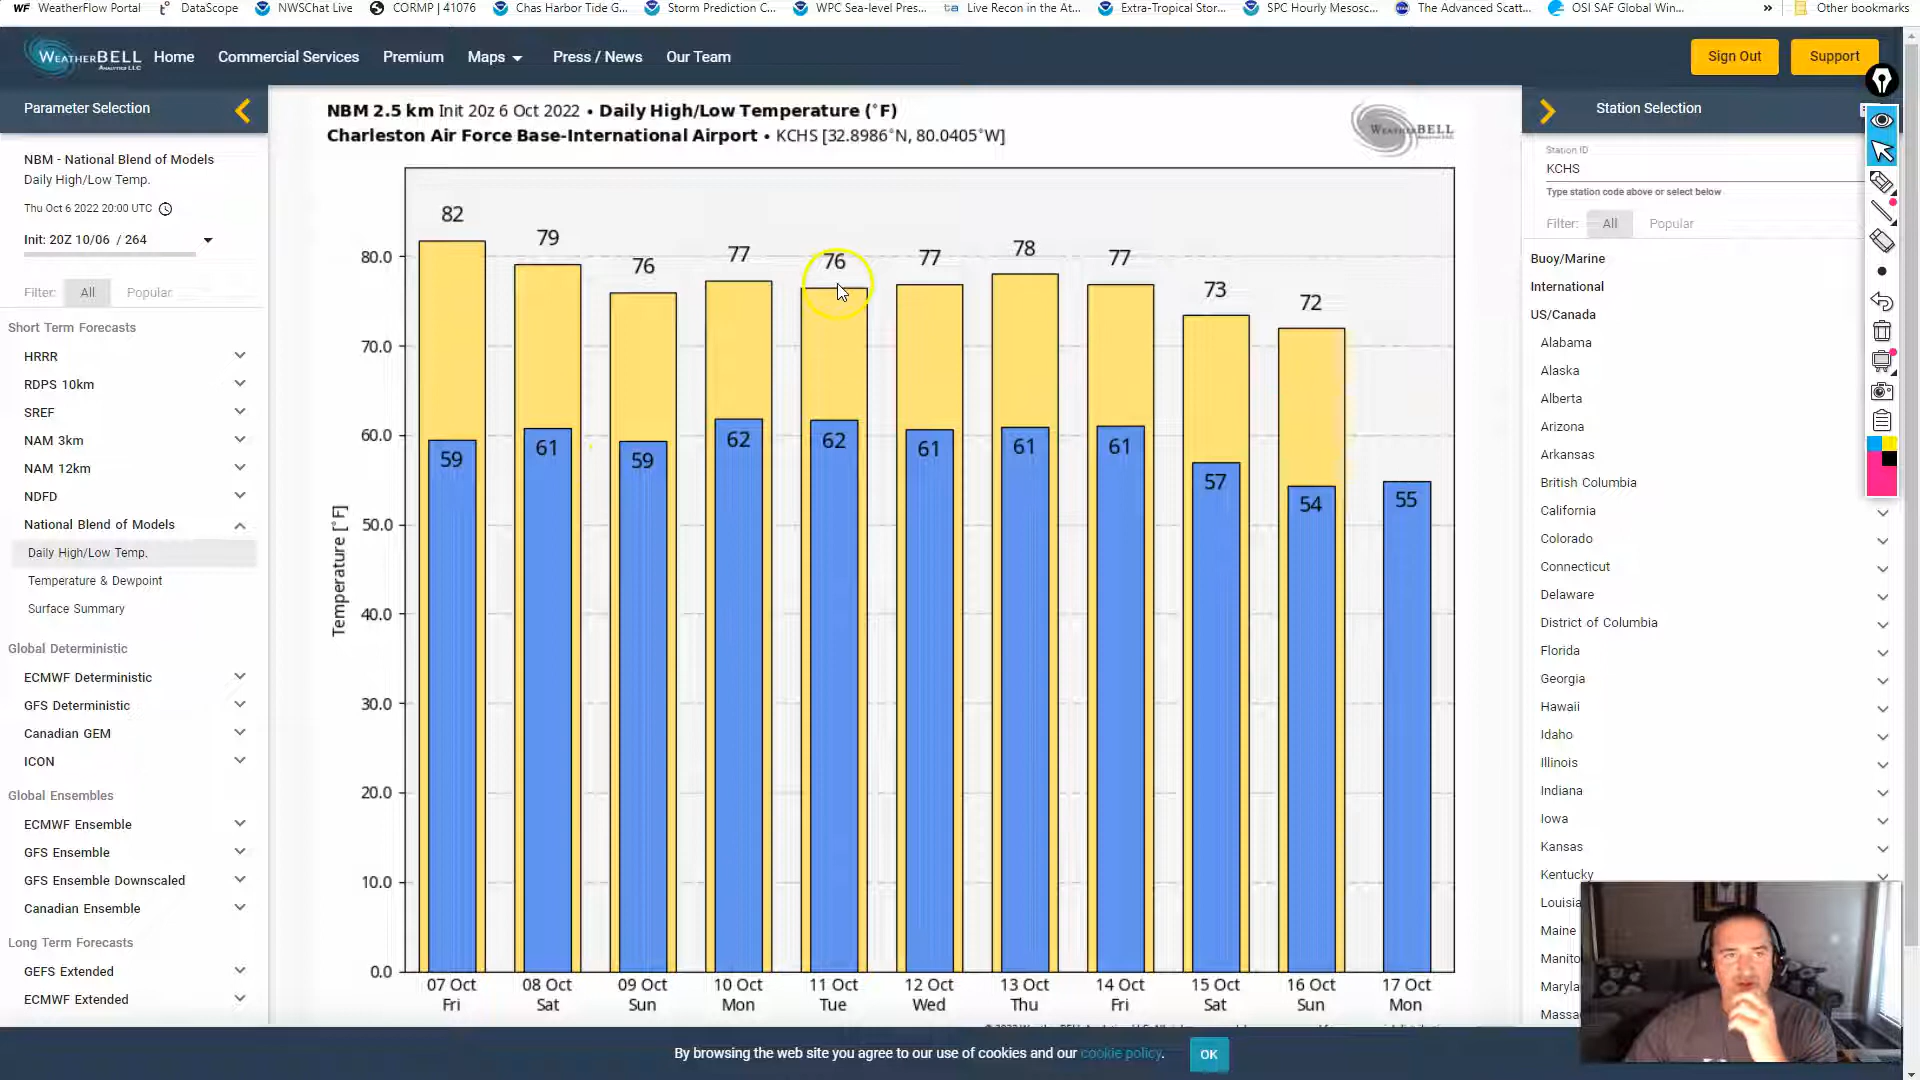 WeatherFlow Portal
DataScope
NWSChat Live
CORMP | 41076
Chas Harbor Tide G...
Storm Prediction C...
WPC Sea-level Pres...
Live Recon in the At...
Extra-Tropical Stor...
SPC Hourly Mesosc...
The Advanced Scatt...
OSI SAF Global Win...
»
Other bookmarks
WEATHERBELL
ANALYTICS LLC
Home
Commercial Services
Premium
Maps
Press / News
Our Team
Sign Out
Support
Parameter Selection
NBM - National Blend of Models
Daily High/Low Temp.
Thu Oct 6 2022 20:00 UTC
Init: 20Z 10/06 / 264
Filter: All Popular
Short Term Forecasts
HRRR
RDPS 10km
SREF
NAM 3km
NAM 12km
NDFD
National Blend of Models
Daily High/Low Temp.
Temperature & Dewpoint
Surface Summary
Global Deterministic
ECMWF Deterministic
GFS Deterministic
Canadian GEM
ICON
Global Ensembles
ECMWF Ensemble
GFS Ensemble
GFS Ensemble Downscaled
Canadian Ensemble
Long Term Forecasts
GEFS Extended
ECMWF Extended
NBM 2.5 km Init 20z 6 Oct 2022 • Daily High/Low Temperature (°F)
Charleston Air Force Base-International Airport • KCHS [32.8986°N, 80.0405°W]
WEATHERBELL
Temperature [°F]
80.0
70.0
60.0
50.0
40.0
30.0
20.0
10.0
0.0
82 79 76 77 76 77 78 77 73 72
59 61 59 62 62 61 61 61 57 54 55
07 Oct 08 Oct 09 Oct 10 Oct 11 Oct 12 Oct 13 Oct 14 Oct 15 Oct 16 Oct 17 Oct
Fri Sat Sun Mon Tue Wed Thu Fri Sat Sun Mon
Station Selection
Station ID
KCHS
Type station code above or select below
Filter: All Popular
Buoy/Marine
International
US/Canada
Alabama
Alaska
Alberta
Arizona
Arkansas
British Columbia
California
Colorado
Connecticut
Delaware
District of Columbia
Florida
Georgia
Hawaii
Idaho
Illinois
Indiana
Iowa
Kansas
Kentucky
Louisia
Maine
Manito
Maryla
Massa
By browsing the web site you agree to our use of cookies and our cookie policy.
OK